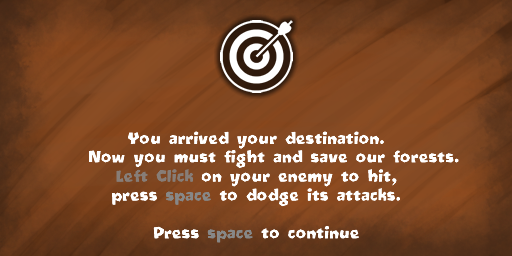 You arrived your destination.
Now you must fight and save our forests.
Left Click on your enemy to hit,
press space to dodge its attacks.
Press space to continue